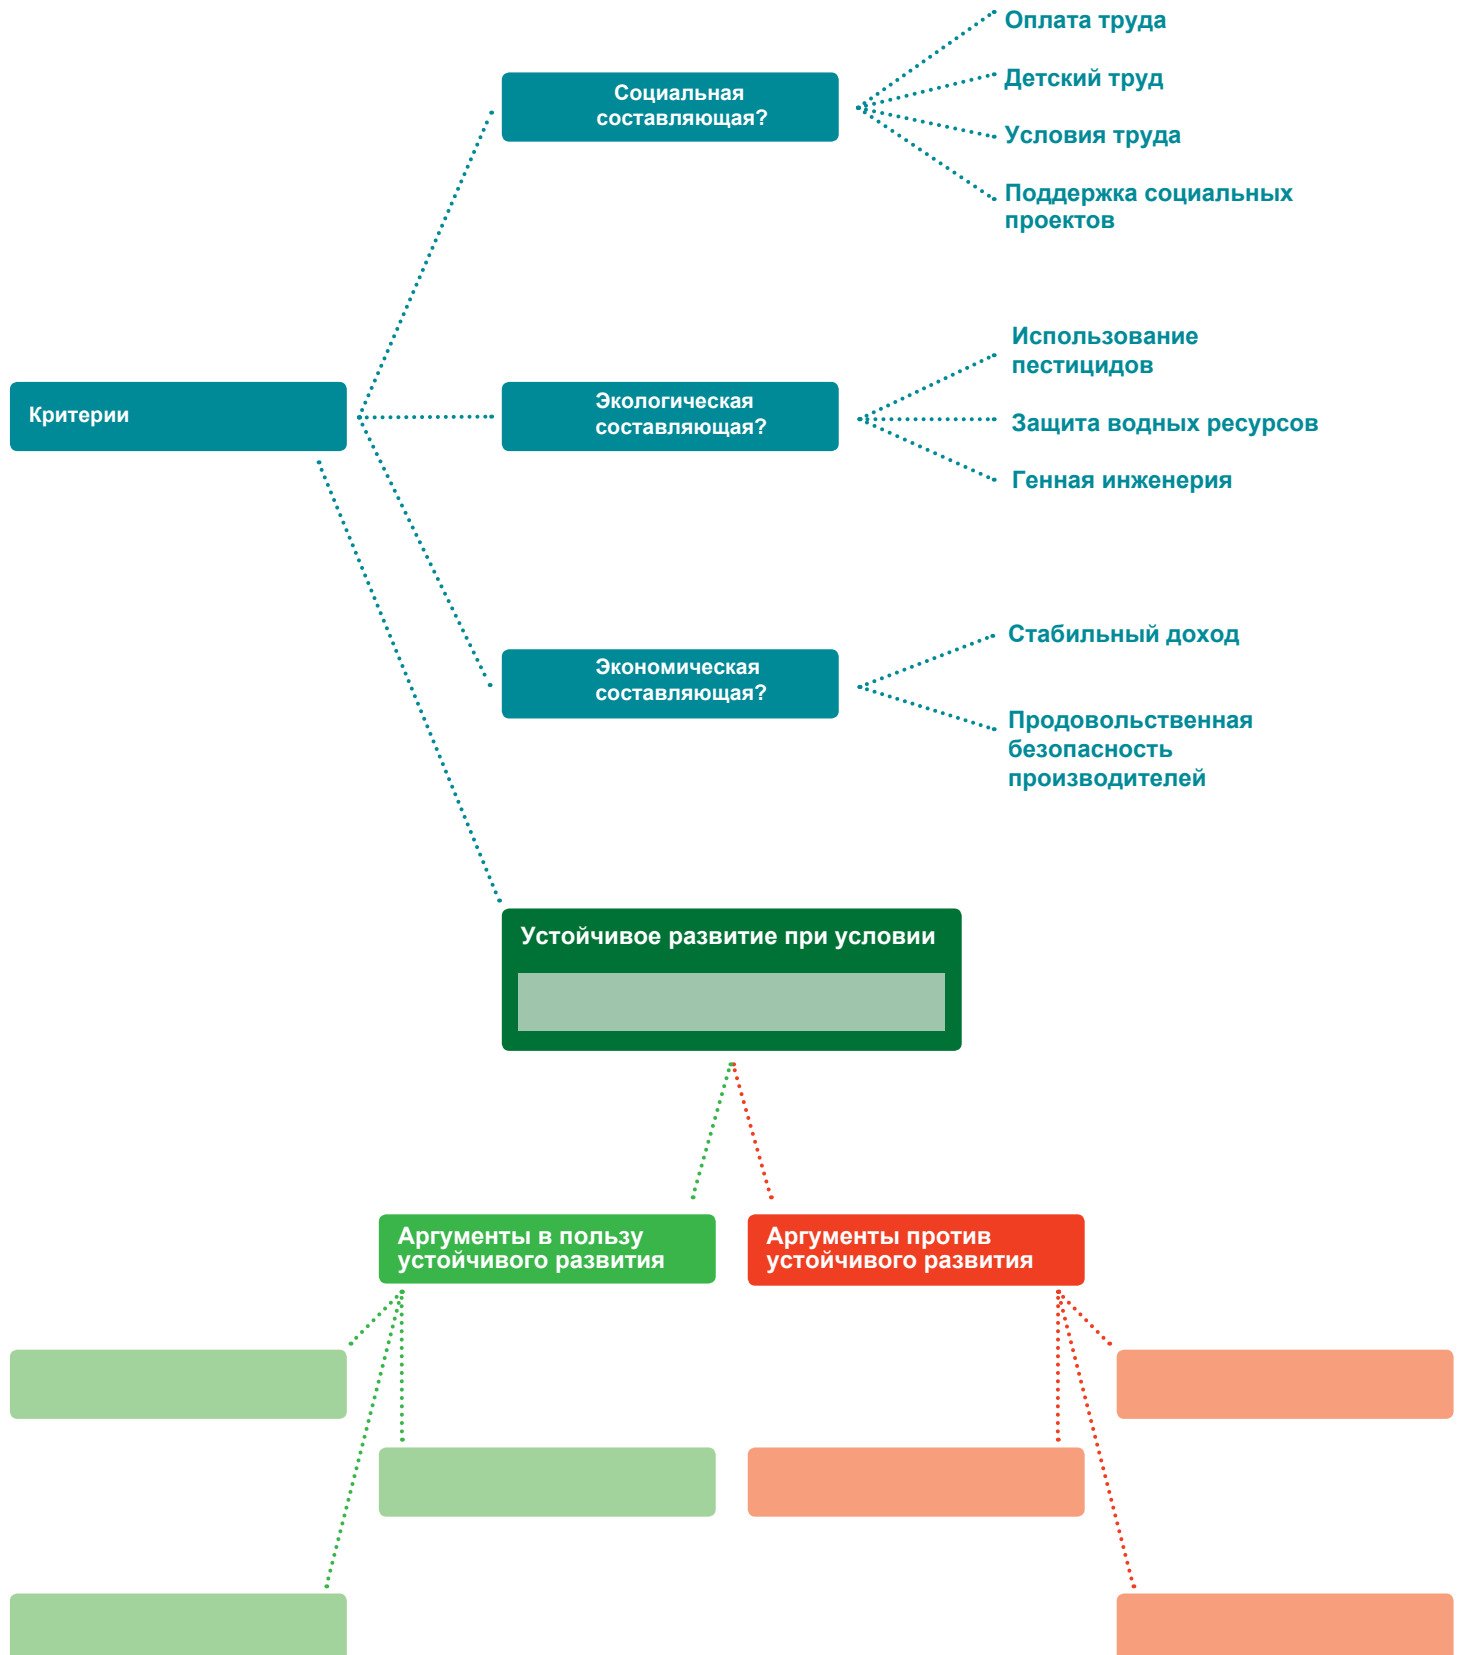 Оплата труда
Социальная
составляющая?
Детский труд
Условия труда
Поддержка социальных
проектов
Использование
пестицидов
Критерии
Экологическая
составляющая?
Защита водных ресурсов
Генная инженерия
Стабильный доход
Экономическая
составляющая?
Продовольственная
безопасность
производителей
Устойчивое развитие при условии
Аргументы в пользу
устойчивого развития
Аргументы против
устойчивого развития